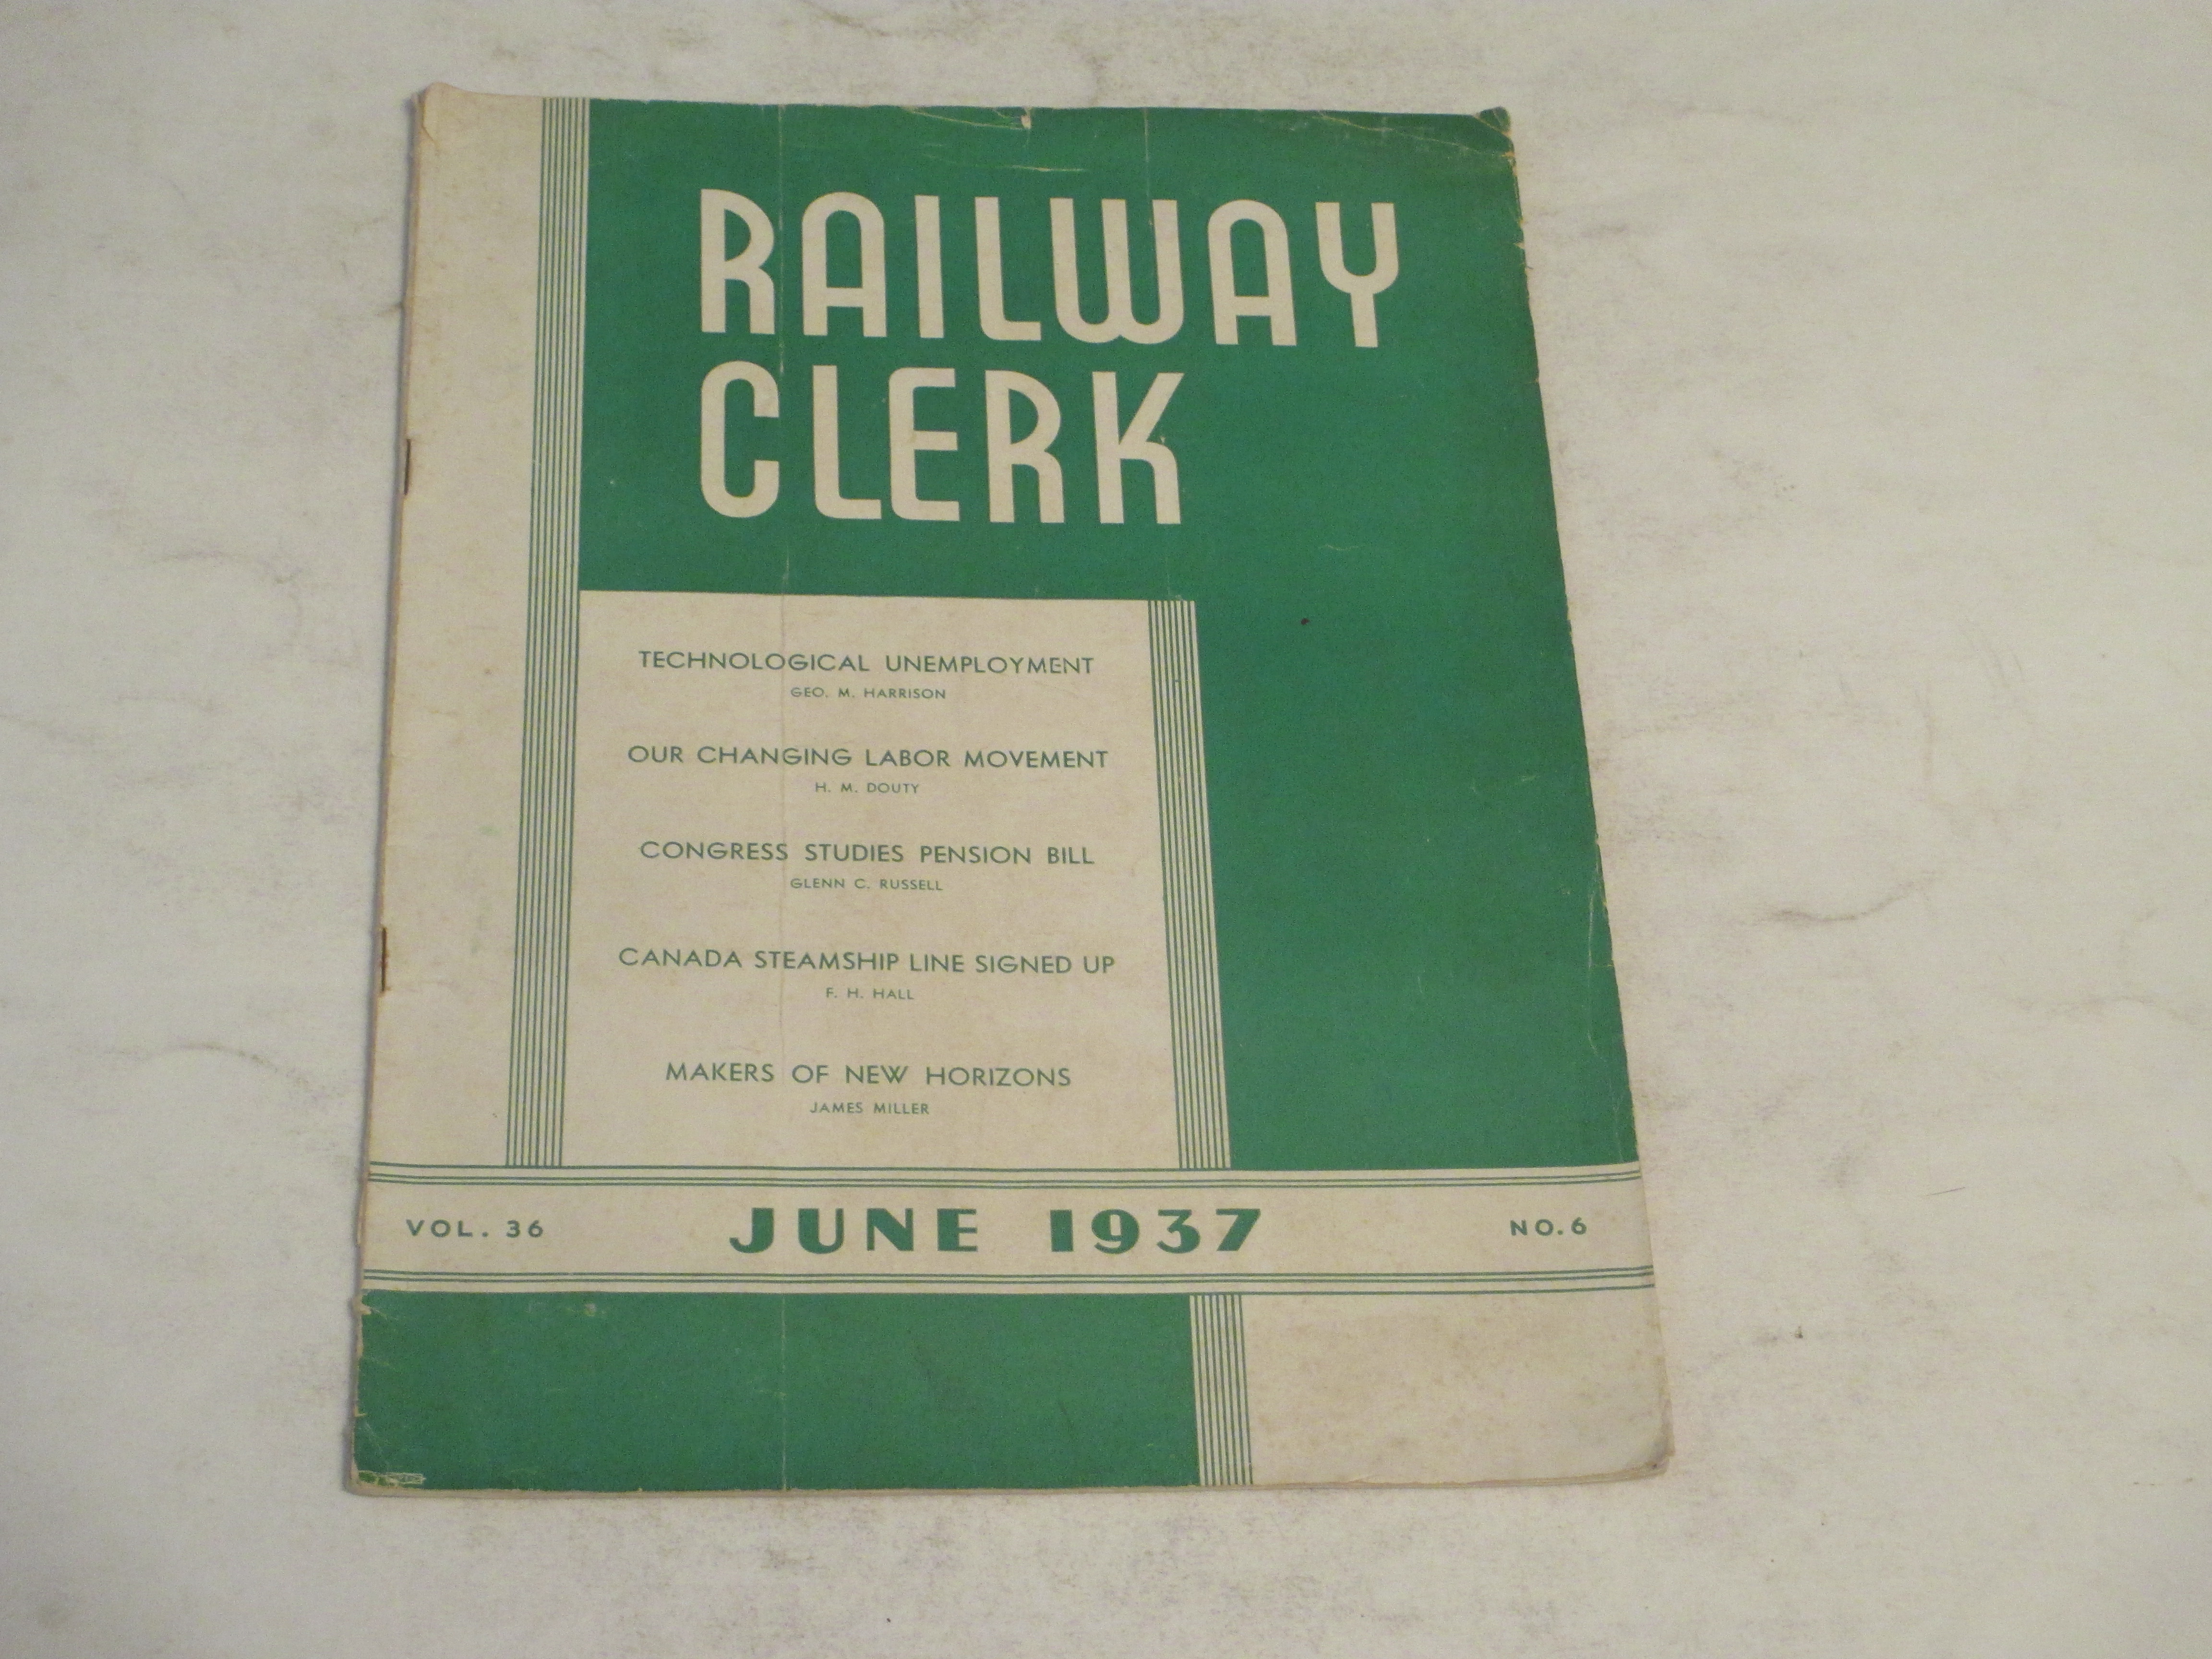 RAILWAY
CLERK
TECHNOLOGICAL UNEMPLOYMENT
GEO. M. HARRISON
OUR CHANGING LABOR MOVEMENT
H. M. DOUTY
CONGRESS STUDIES PENSION BILL
GLENN C. RUSSELL
CANADA STEAMSHIP LINE SIGNED UP
F. H. HALL
MAKERS OF NEW HORIZONS
JAMES MILLER
VOL. 36 JUNE 1937 NO. 6